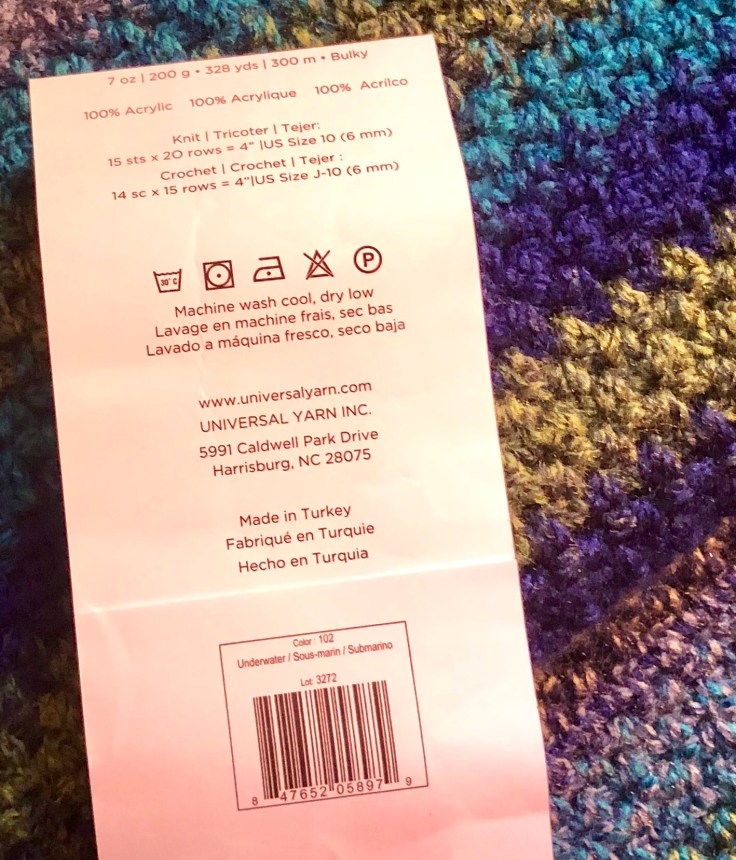 7 oz | 200 g • 328 yds | 300 m • Bulky
100% Acrylic 100% Acrylique 100% Acrílco
Knit | Tricoter | Tejer:
15 sts x 20 rows = 4" |US Size 10 (6 mm)
Crochet | Crochet | Tejer :
14 sc x 15 rows = 4"|US Size J-10 (6 mm)
30° C
P
Machine wash cool, dry low
Lavage en machine frais, sec bas
Lavado a máquina fresco, seco baja
www.universalyarn.com
UNIVERSAL YARN INC.
5991 Caldwell Park Drive
Harrisburg, NC 28075
Made in Turkey
Fabriqué en Turquie
Hecho en Turquia
Color: 102
Underwater / Sous-marin / Submarino
Lot: 3272
8 47652 05897 9